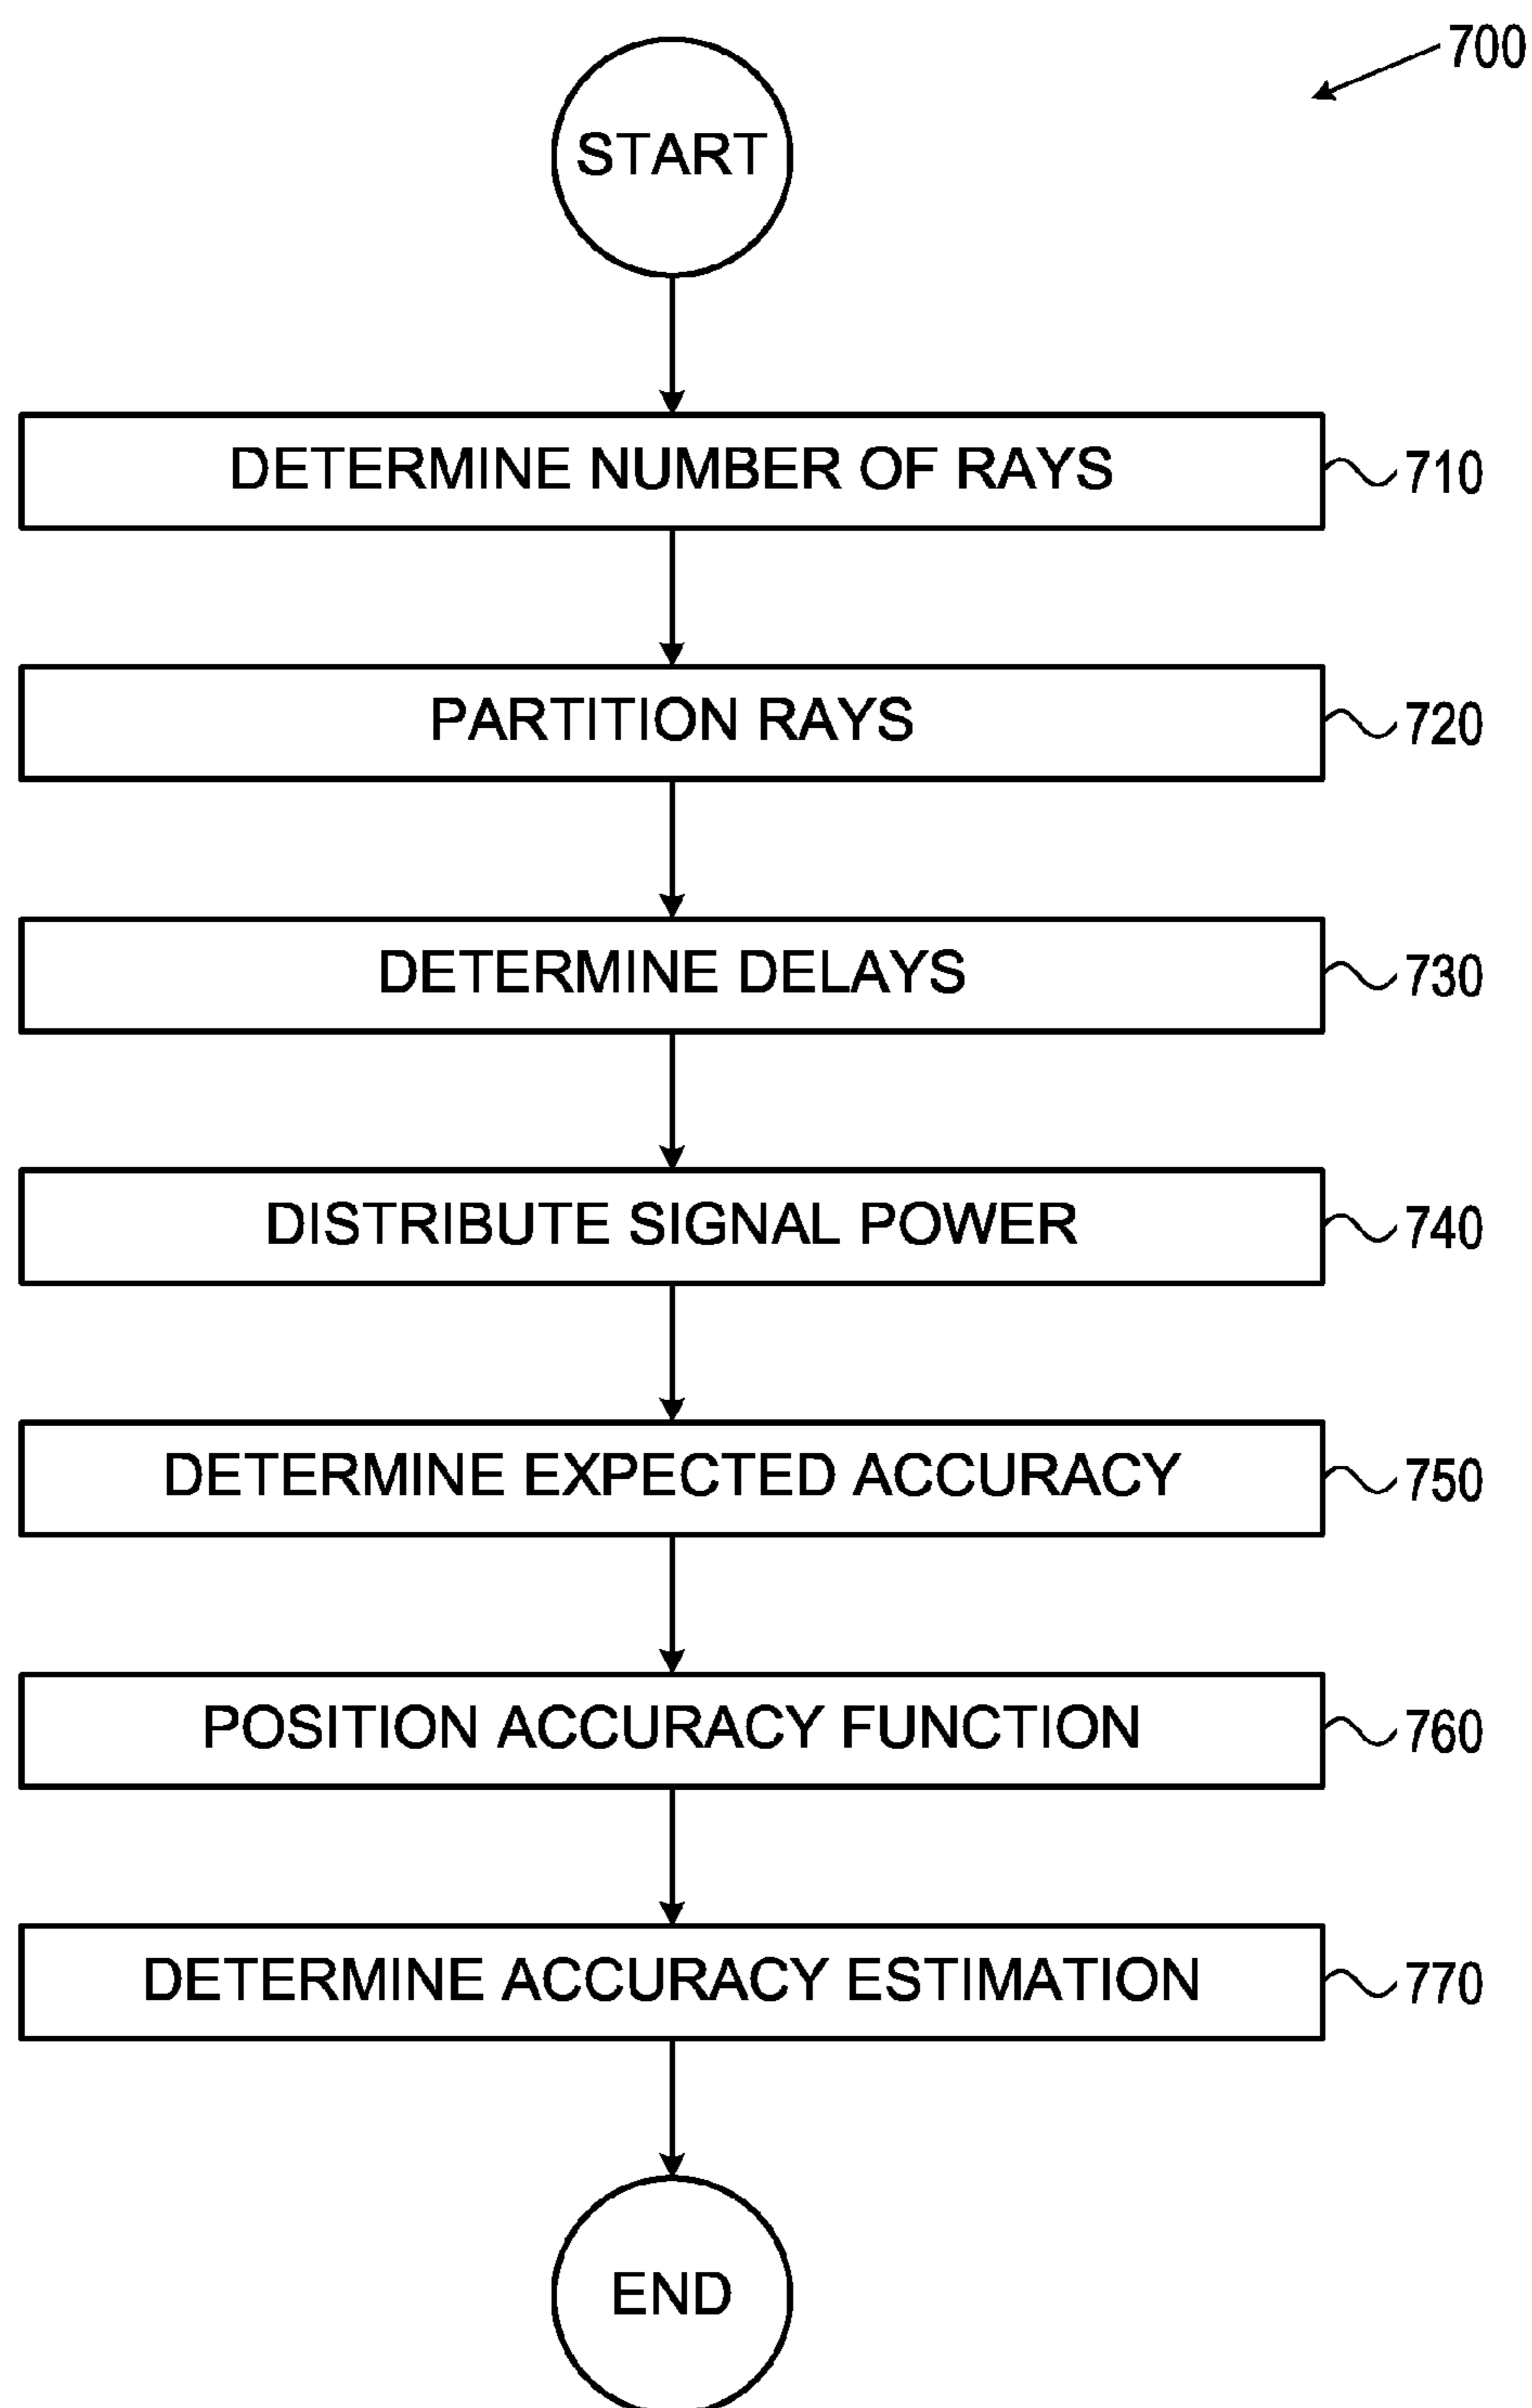 700
START
DETERMINE NUMBER OF RAYS
710
PARTITION RAYS
720
DETERMINE DELAYS
730
DISTRIBUTE SIGNAL POWER
740
DETERMINE EXPECTED ACCURACY
750
POSITION ACCURACY FUNCTION
760
DETERMINE ACCURACY ESTIMATION
770
END